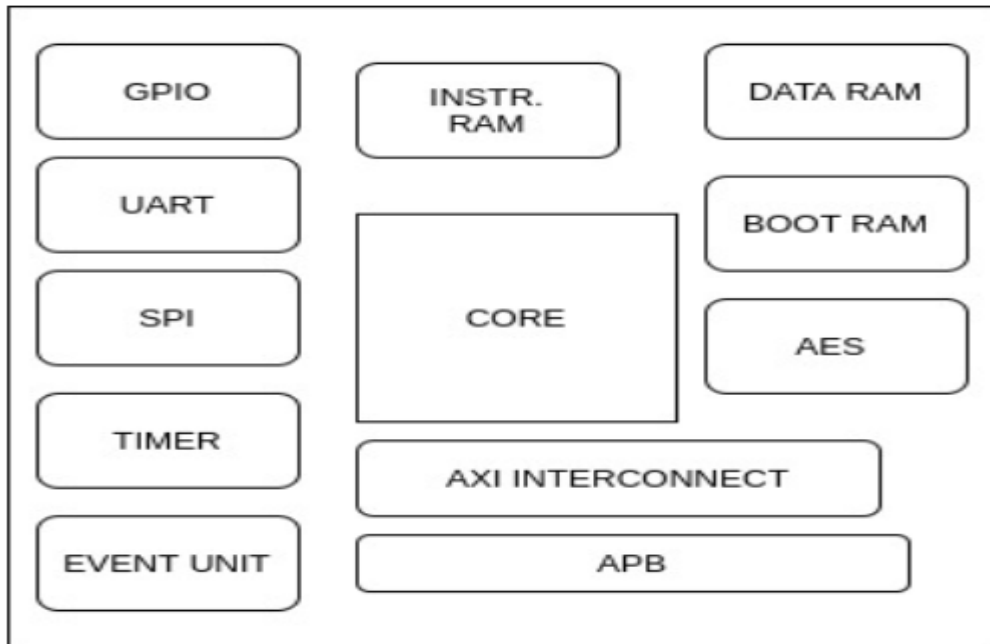 GPIO
UART
SPI
TIMER
EVENT UNIT
INSTR.
RAM
CORE
AXI INTERCONNECT
APB
DATA RAM
BOOT RAM
AES